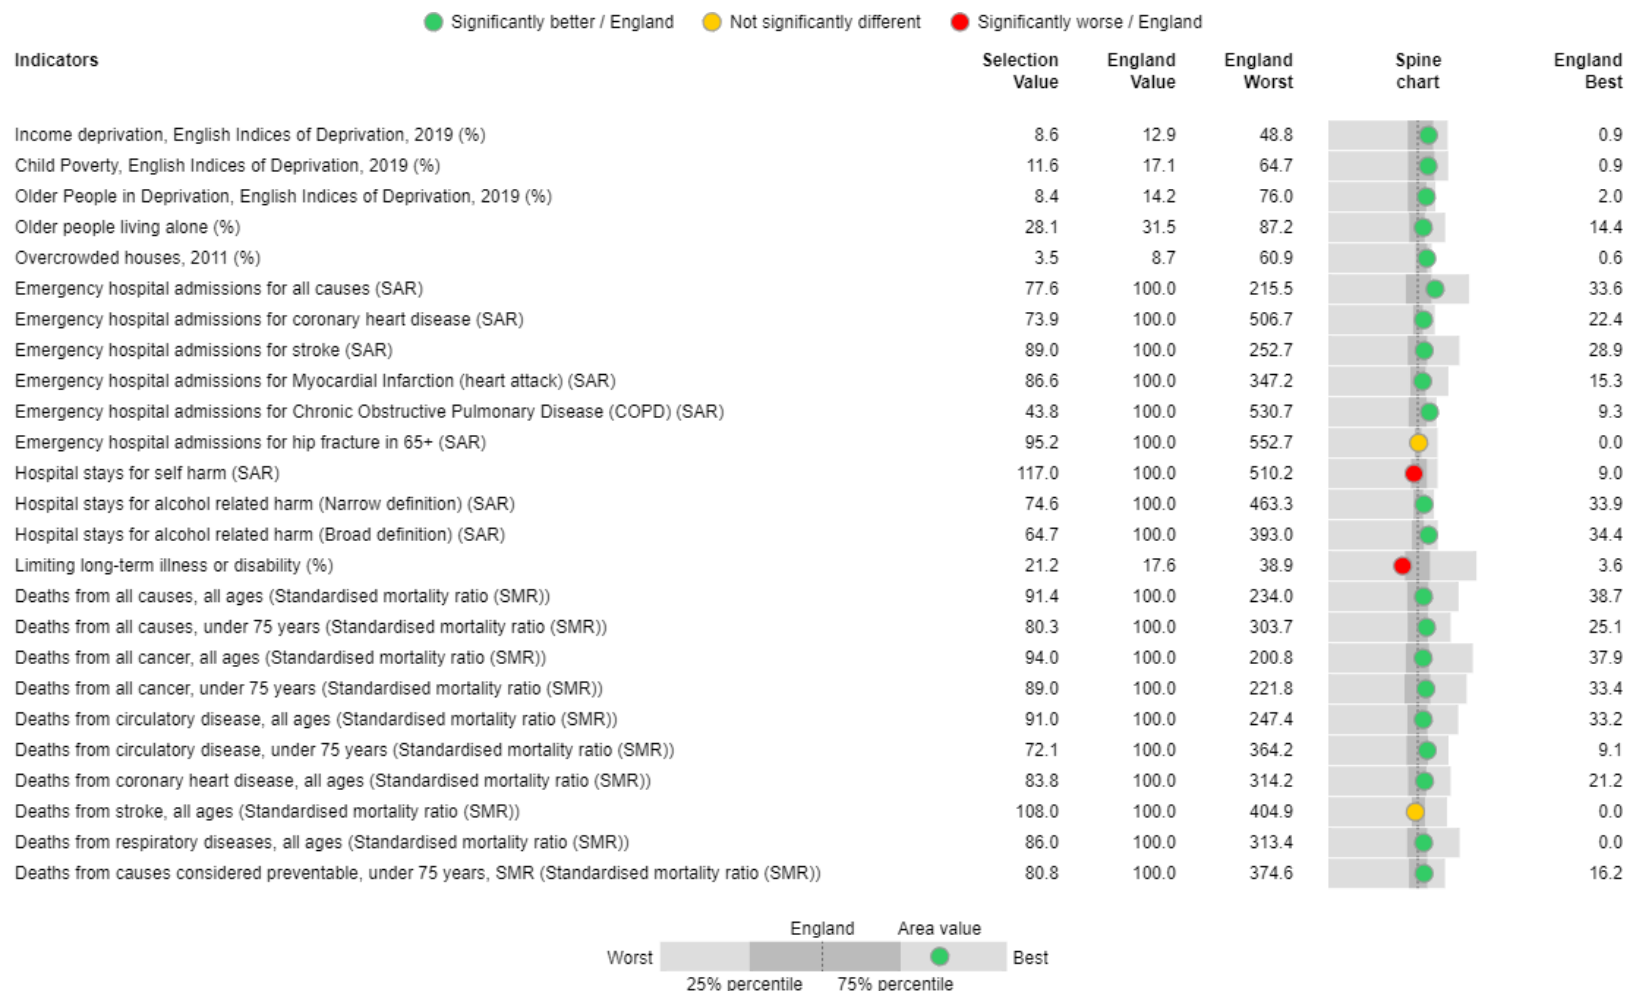 Significantly better / England Not significantly different Significantly worse / England
Indicators Selection England England Spine England
Value Value Worst chart Best
Income deprivation, English Indices of Deprivation, 2019 (%) 8.6 12.9 48.8 0.9
Child Poverty, English Indices of Deprivation, 2019 (%) 11.6 17.1 64.7 0.9
Older People in Deprivation, English Indices of Deprivation, 2019 (%) 8.4 14.2 76.0 2.0
Older people living alone (%) 28.1 31.5 87.2 14.4
Overcrowded houses, 2011 (%) 3.5 8.7 60.9 0.6
Emergency hospital admissions for all causes (SAR) 77.6 100.0 215.5 33.6
Emergency hospital admissions for coronary heart disease (SAR) 73.9 100.0 506.7 22.4
Emergency hospital admissions for stroke (SAR) 89.0 100.0 252.7 28.9
Emergency hospital admissions for Myocardial Infarction (heart attack) (SAR) 86.6 100.0 347.2 15.3
Emergency hospital admissions for Chronic Obstructive Pulmonary Disease (COPD) (SAR) 43.8 100.0 530.7 9.3
Emergency hospital admissions for hip fracture in 65+ (SAR) 95.2 100.0 552.7 0.0
Hospital stays for self harm (SAR) 117.0 100.0 510.2 9.0
Hospital stays for alcohol related harm (Narrow definition) (SAR) 74.6 100.0 463.3 33.9
Hospital stays for alcohol related harm (Broad definition) (SAR) 64.7 100.0 393.0 34.4
Limiting long-term illness or disability (%) 21.2 17.6 38.9 3.6
Deaths from all causes, all ages (Standardised mortality ratio (SMR)) 91.4 100.0 234.0 38.7
Deaths from all causes, under 75 years (Standardised mortality ratio (SMR)) 80.3 100.0 303.7 25.1
Deaths from all cancer, all ages (Standardised mortality ratio (SMR)) 94.0 100.0 200.8 37.9
Deaths from all cancer, under 75 years (Standardised mortality ratio (SMR)) 89.0 100.0 221.8 33.4
Deaths from circulatory disease, all ages (Standardised mortality ratio (SMR)) 91.0 100.0 247.4 33.2
Deaths from circulatory disease, under 75 years (Standardised mortality ratio (SMR)) 72.1 100.0 364.2 9.1
Deaths from coronary heart disease, all ages (Standardised mortality ratio (SMR)) 83.8 100.0 314.2 21.2
Deaths from stroke, all ages (Standardised mortality ratio (SMR)) 108.0 100.0 404.9 0.0
Deaths from respiratory diseases, all ages (Standardised mortality ratio (SMR)) 86.0 100.0 313.4 0.0
Deaths from causes considered preventable, under 75 years, SMR (Standardised mortality ratio (SMR)) 80.8 100.0 374.6 16.2
England Area value
Worst Best
25% percentile 75% percentile